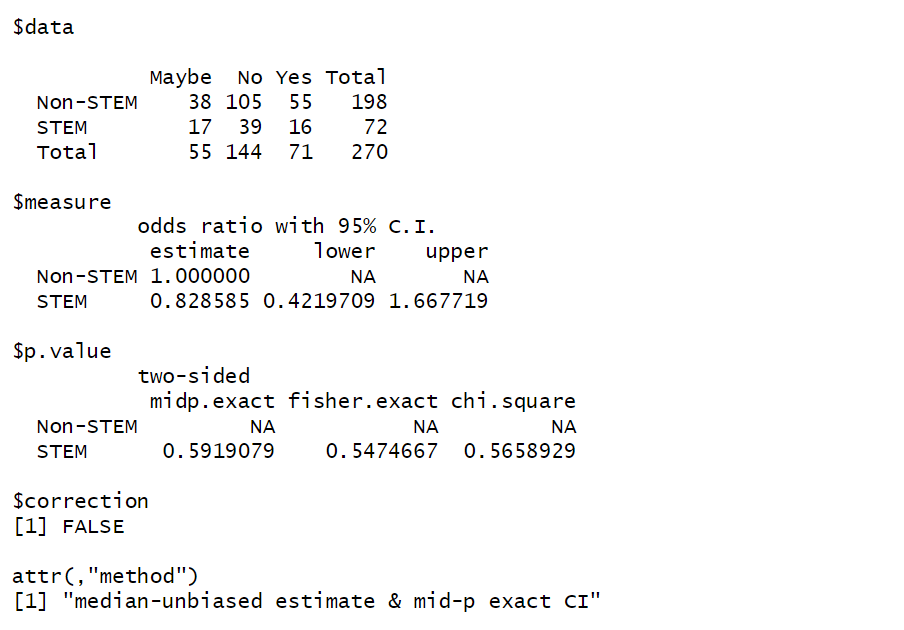 $data
         Maybe  No Yes Total
Non-STEM    38 105  55   198
STEM        17  39  16    72
Total       55 144  71   270
$measure
odds ratio with 95% C.I.
estimate     lower    upper
Non-STEM 1.000000        NA       NA
STEM     0.828585 0.4219709 1.667719
$p.value
two-sided
midp.exact fisher.exact chi.square
Non-STEM         NA           NA         NA
STEM      0.5919079    0.5474667  0.5658929
$correction
[1] FALSE
attr(,"method")
[1] "median-unbiased estimate & mid-p exact CI"